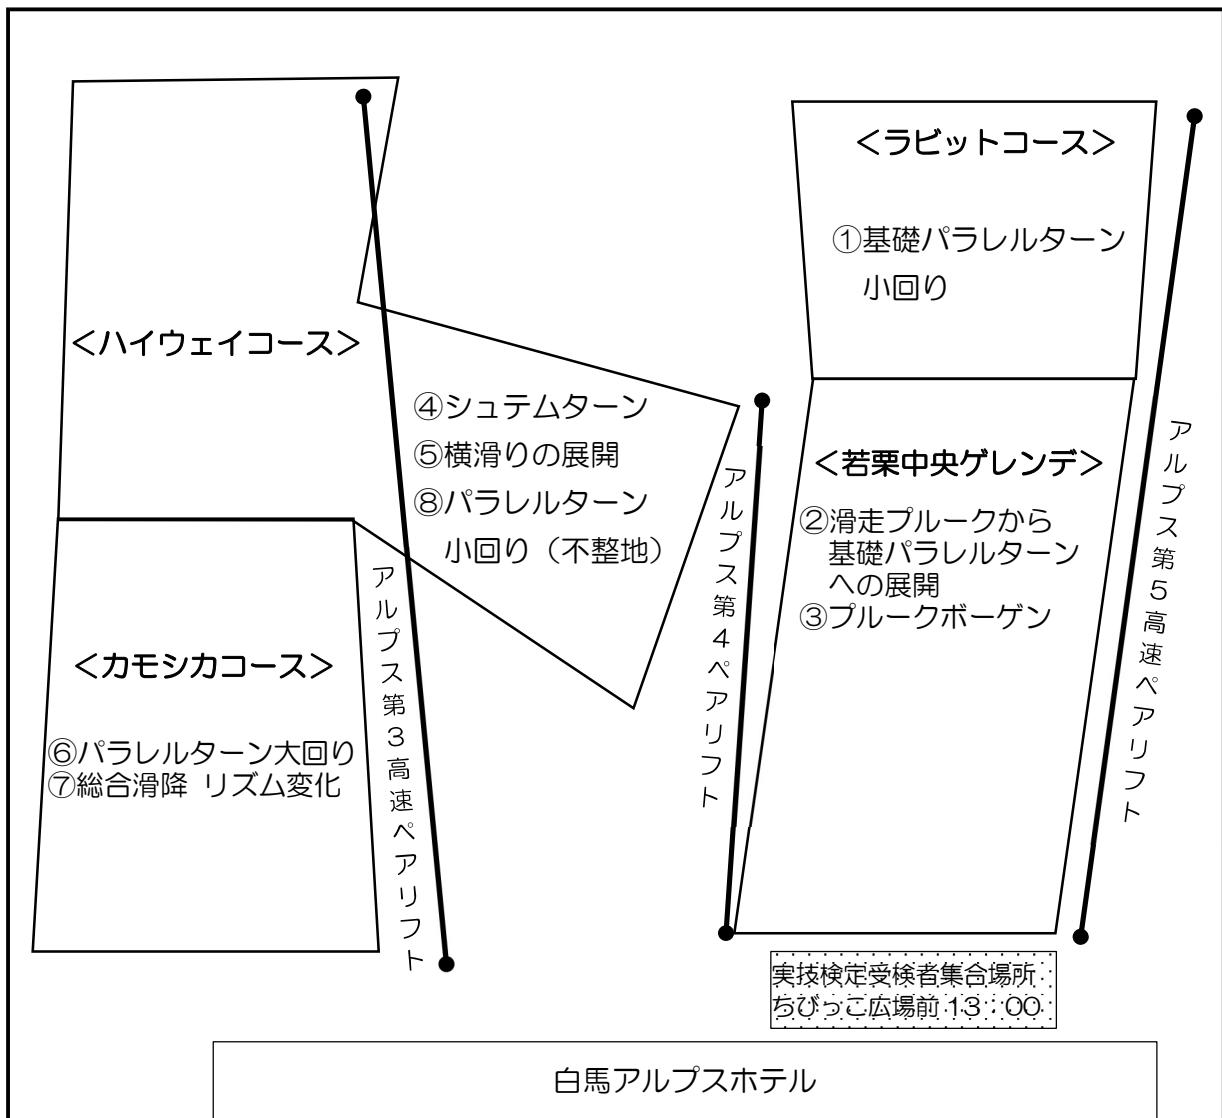 ＜ラビットコース＞
①基礎パラレルターン
小回り
＜ハイウェイコース＞
④シュテムターン
⑤横滑りの展開
⑧パラレルターン
小回り（不整地）
＜若栗中央ゲレンデ＞
②滑走プルークから
基礎パラレルターン
への展開
③プルークボーゲン
＜カモシカコース＞
⑥パラレルターン大回り
⑦総合滑降 リズム変化
アルプス第3高速ペアリフト
アルプス第4ペアリフト
アルプス第5高速ペアリフト
実技検定受検者集合場所
ちびっこ広場前 13：00
白馬アルプスホテル